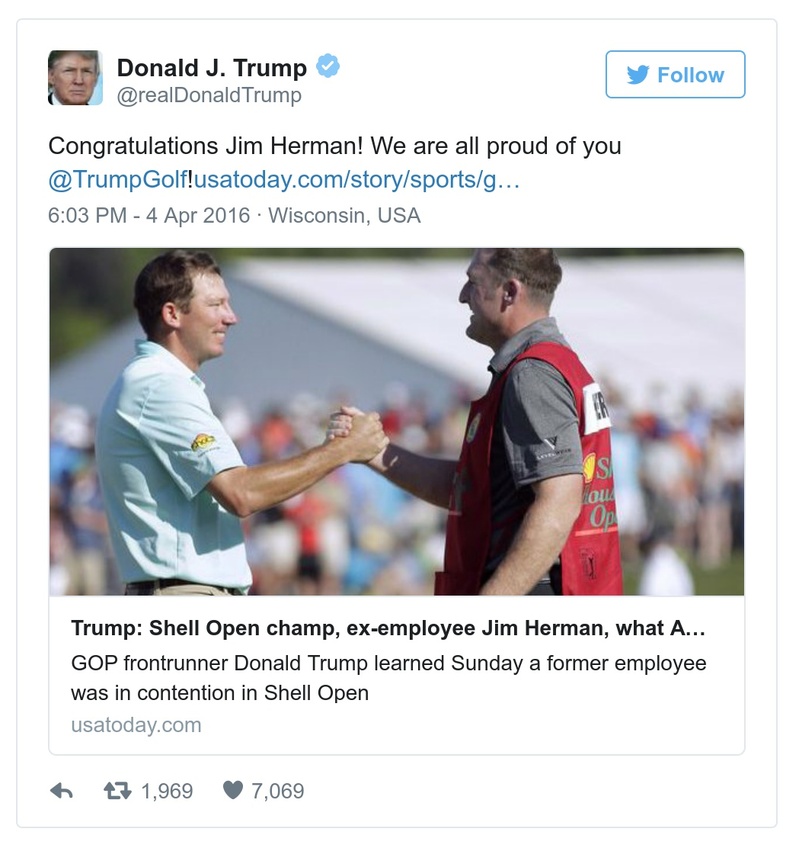 Donald J. Trump
@realDonaldTrump
Follow
Congratulations Jim Herman! We are all proud of you
@TrumpGolf!usatoday.com/story/sports/g…
6:03 PM - 4 Apr 2016 · Wisconsin, USA
Trump: Shell Open champ, ex-employee Jim Herman, what A…
GOP frontrunner Donald Trump learned Sunday a former employee
was in contention in Shell Open
usatoday.com
1,969 7,069